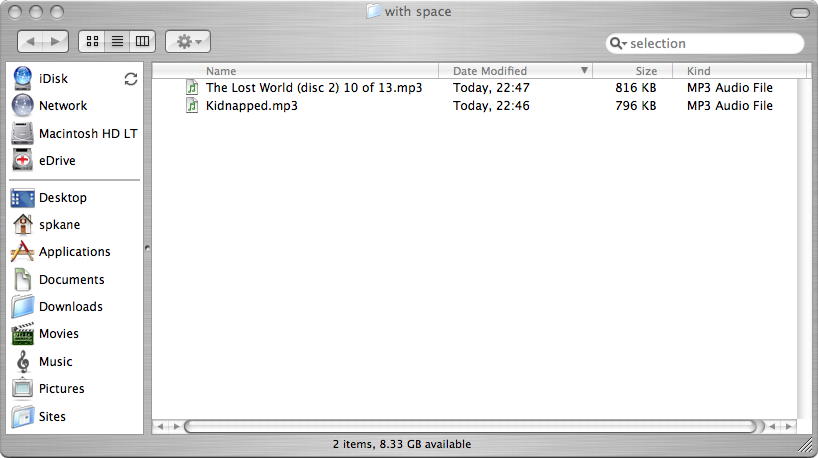 with space
selection
iDisk
Network
Macintosh HD LT
eDrive
Desktop
spkane
Applications
Documents
Downloads
Movies
Music
Pictures
Sites
Name Date Modified Size Kind
The Lost World (disc 2) 10 of 13.mp3 Today, 22:47 816 KB MP3 Audio File
Kidnapped.mp3 Today, 22:46 796 KB MP3 Audio File
2 items, 8.33 GB available